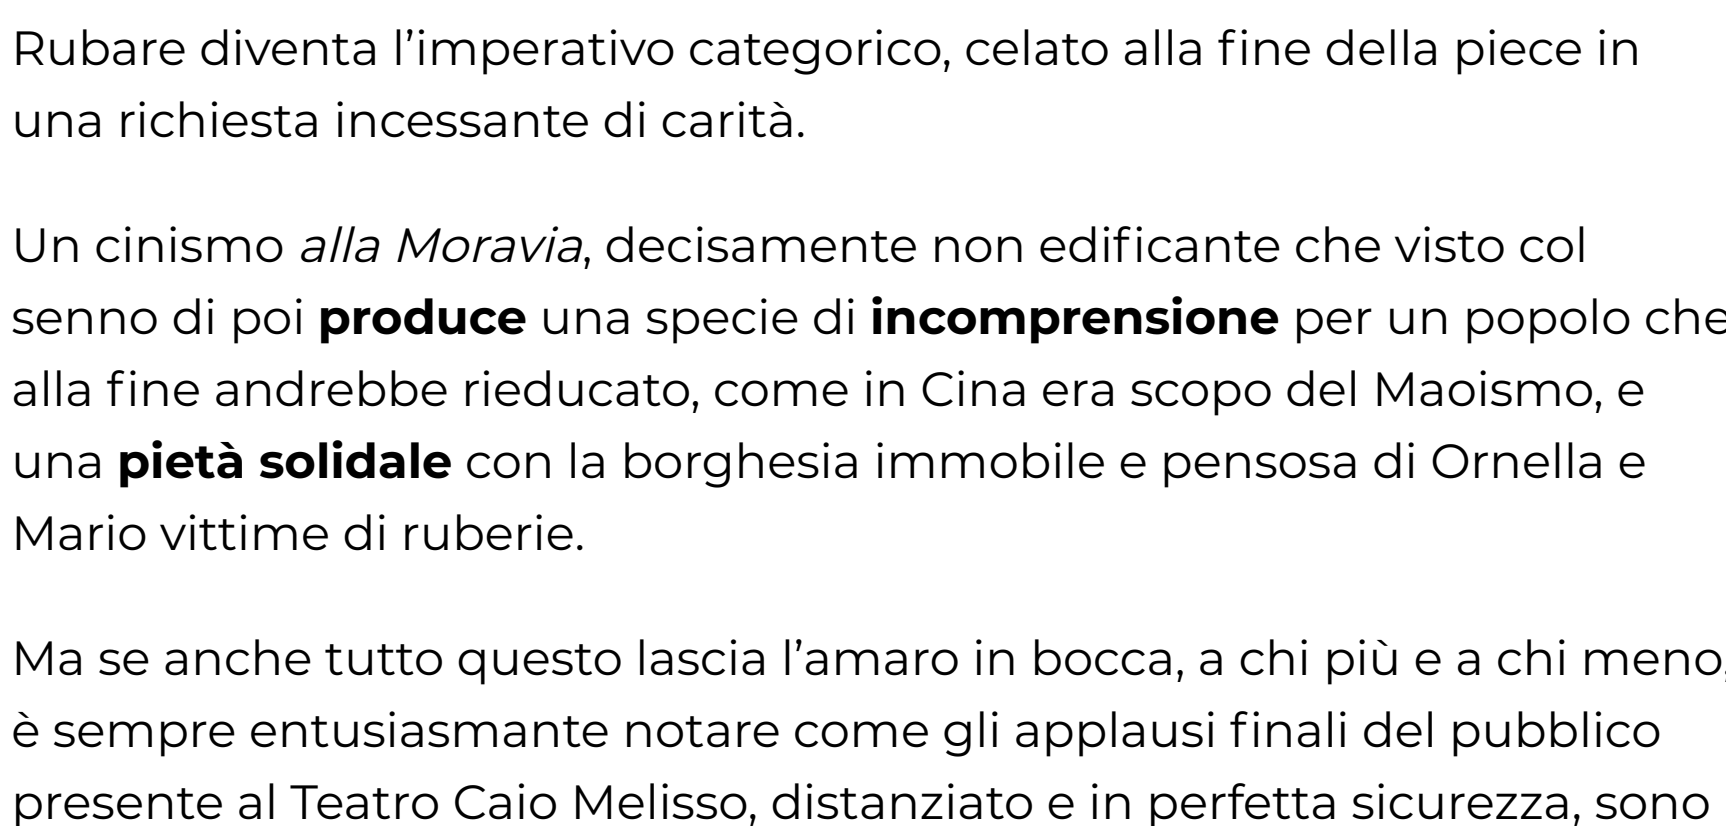 Rubare diventa l’imperativo categorico, celato alla fine della piece in
una richiesta incessante di carità.
Un cinismo alla Moravia, decisamente non edificante che visto col
senno di poi produce una specie di incomprensione per un popolo che
alla fine andrebbe rieducato, come in Cina era scopo del Maoismo, e
una pietà solidale con la borghesia immobile e pensosa di Ornella e
Mario vittime di ruberie.
Ma se anche tutto questo lascia l’amaro in bocca, a chi più e a chi meno,
è sempre entusiasmante notare come gli applausi finali del pubblico
presente al Teatro Caio Melisso, distanziato e in perfetta sicurezza, sono